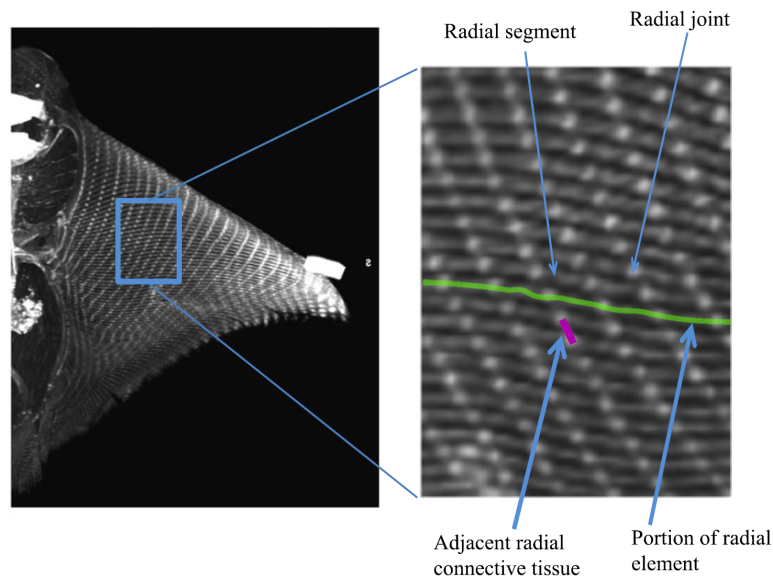 Radial segment
Radial joint
s
Adjacent radial
connective tissue
Portion of radial
element